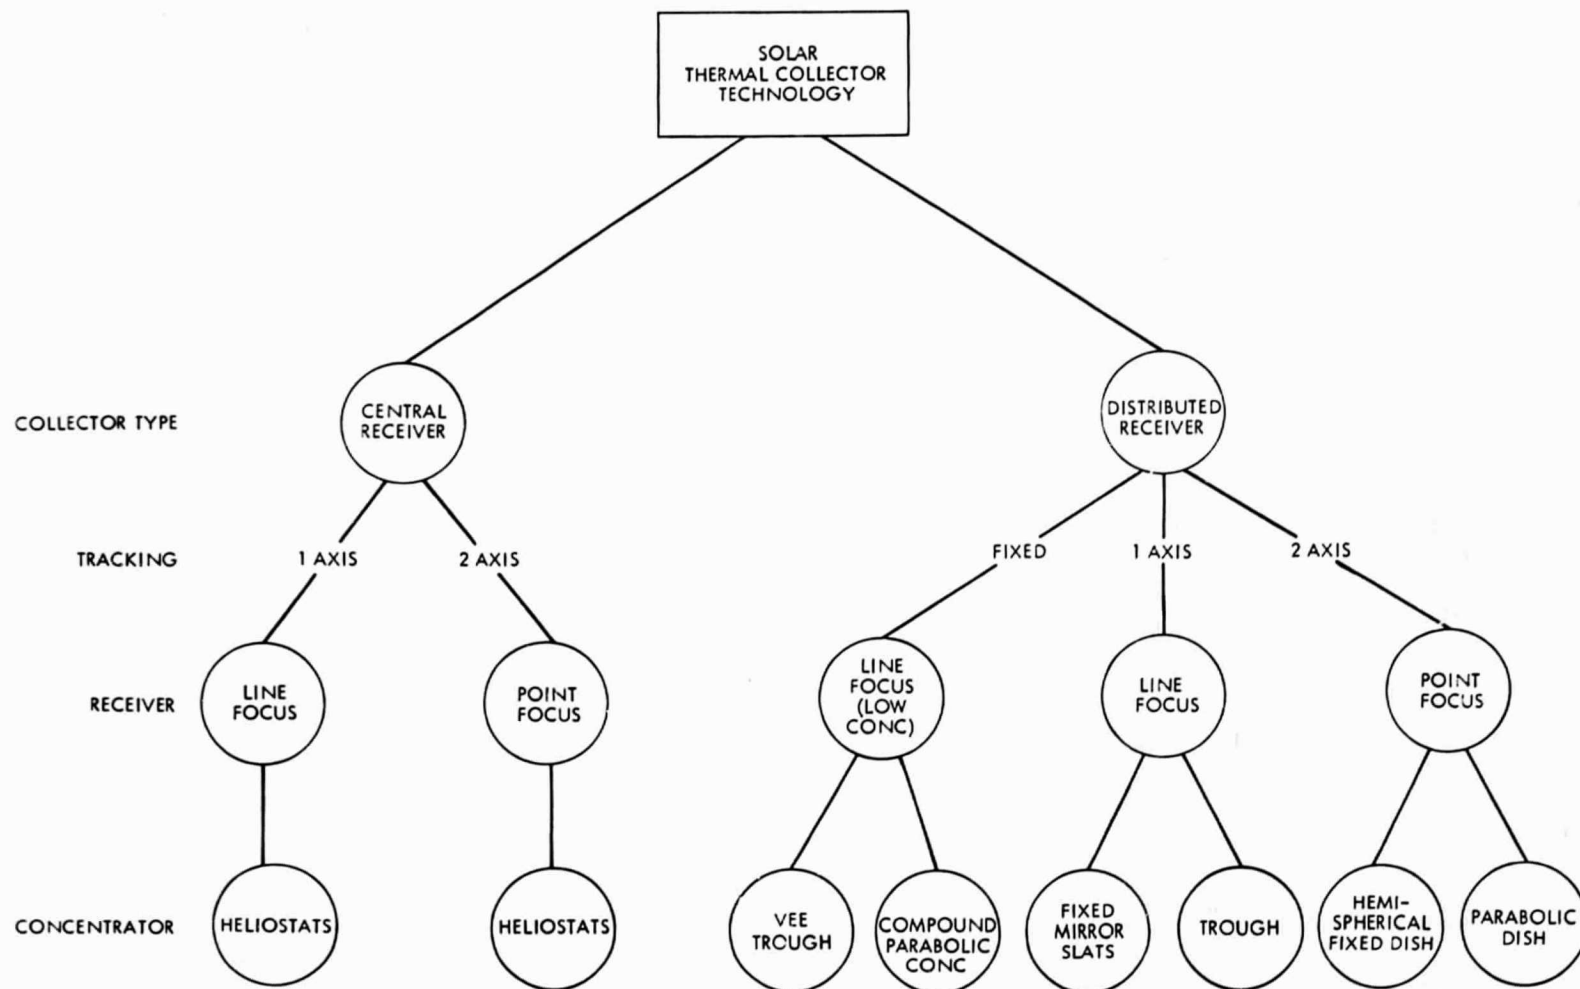 SOLAR
THERMAL COLLECTOR
TECHNOLOGY
COLLECTOR TYPE
CENTRAL
RECEIVER
DISTRIBUTED
RECEIVER
TRACKING
1 AXIS
2 AXIS
FIXED
1 AXIS
2 AXIS
RECEIVER
LINE
FOCUS
POINT
FOCUS
LINE
FOCUS
(LOW
CONC)
LINE
FOCUS
POINT
FOCUS
CONCENTRATOR
HELIOSTATS
HELIOSTATS
VEE
TROUGH
COMPOUND
PARABOLIC
CONC
FIXED
MIRROR
SLATS
TROUGH
HEMI-
SPHERICAL
FIXED DISH
PARABOLIC
DISH